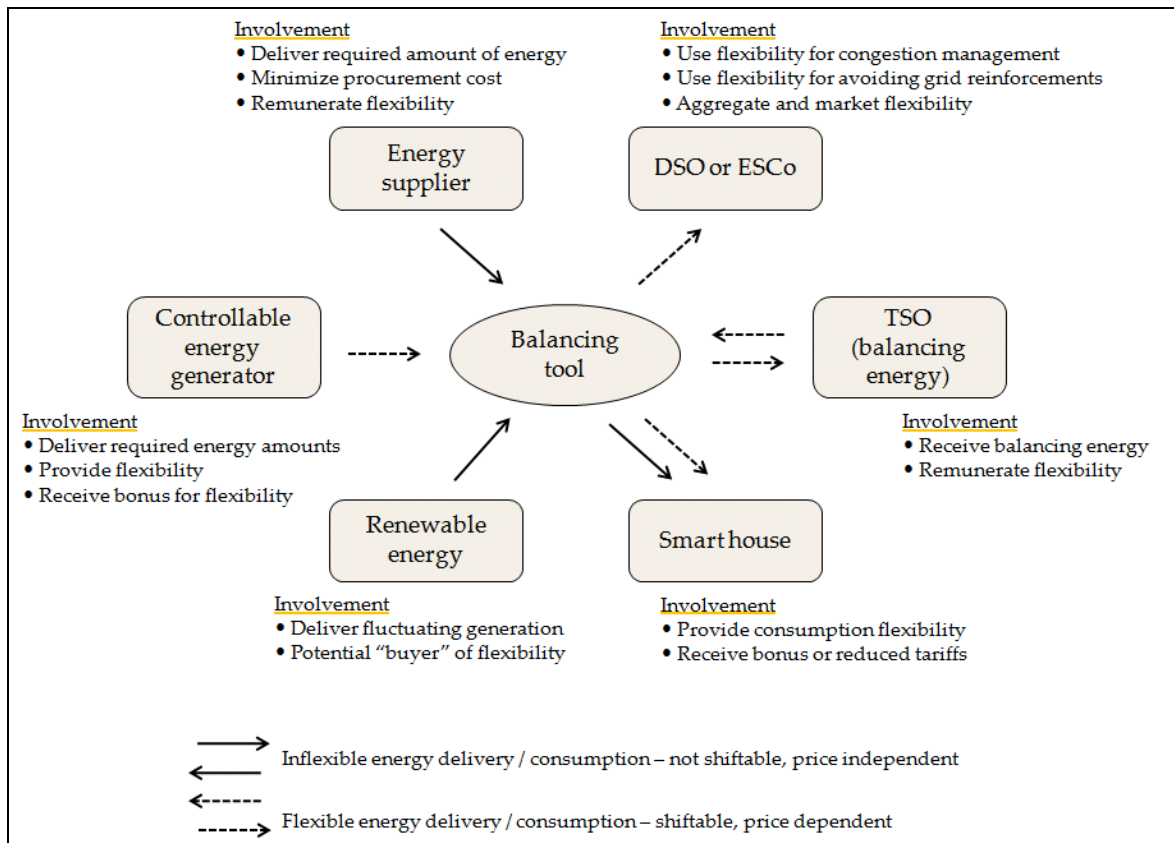 Involvement
• Deliver required amount of energy
• Minimize procurement cost
• Remunerate flexibility
Involvement
• Use flexibility for congestion management
• Use flexibility for avoiding grid reinforcements
• Aggregate and market flexibility
Energy
supplier
DSO or ESCo
Controllable
energy
generator
Balancing
tool
TSO
(balancing
energy)
Involvement
• Deliver required energy amounts
• Provide flexibility
• Receive bonus for flexibility
Involvement
• Receive balancing energy
• Remunerate flexibility
Renewable
energy
Smart house
Involvement
• Deliver fluctuating generation
• Potential “buyer” of flexibility
Involvement
• Provide consumption flexibility
• Receive bonus or reduced tariffs
Inflexible energy delivery / consumption – not shiftable, price independent
Flexible energy delivery / consumption – shiftable, price dependent